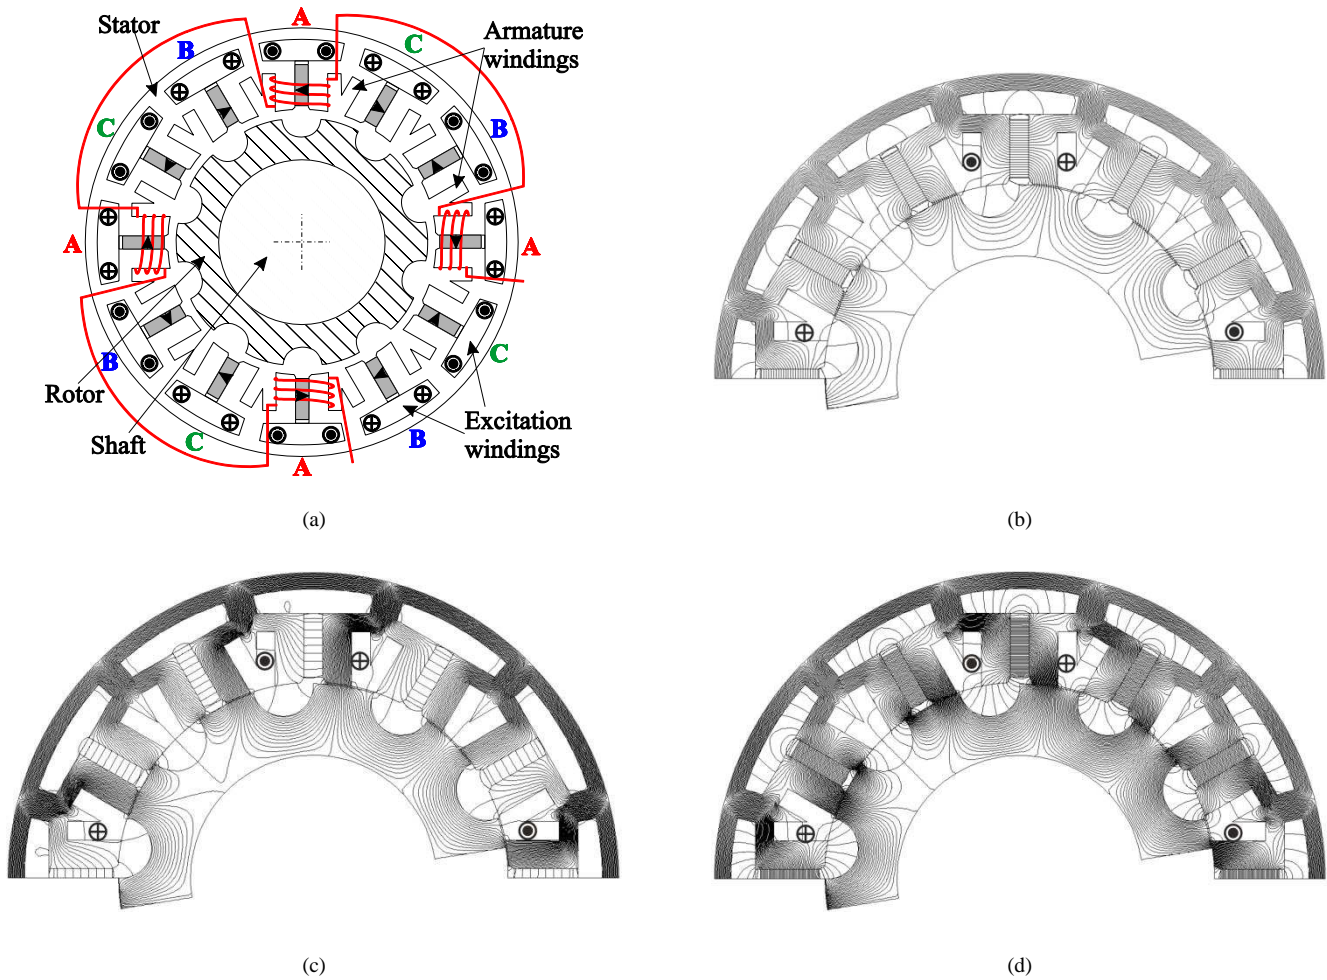 A
Stator
Armature
windings
B
C
C
B
A
A
B
C
Rotor
Shaft
C
B
A
Excitation
windings
(a)
(b)
(c)
(d)